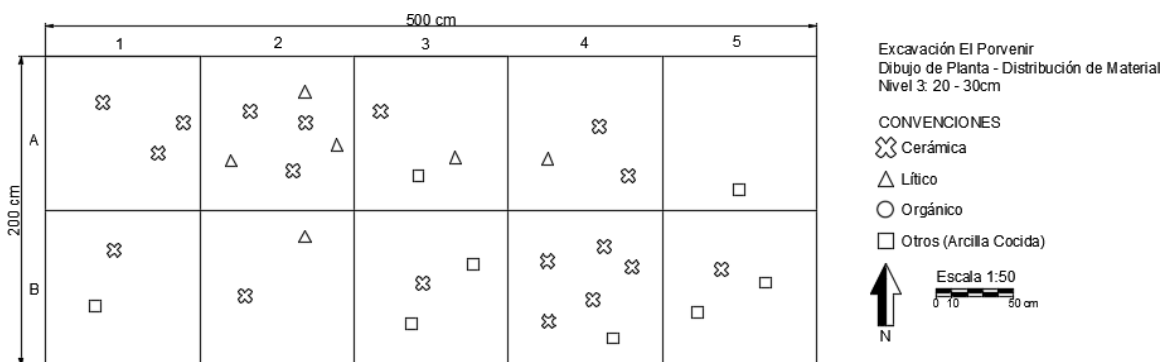 500 cm
1 2 3 4 5
200 cm
A
B
Excavación El Porvenir
Dibujo de Planta - Distribución de Material
Nivel 3: 20 - 30cm
CONVENCIONES
Cerámica
Lítico
Orgánico
Otros (Arcilla Cocida)
Escala 1:50
0 10 50 cm
N